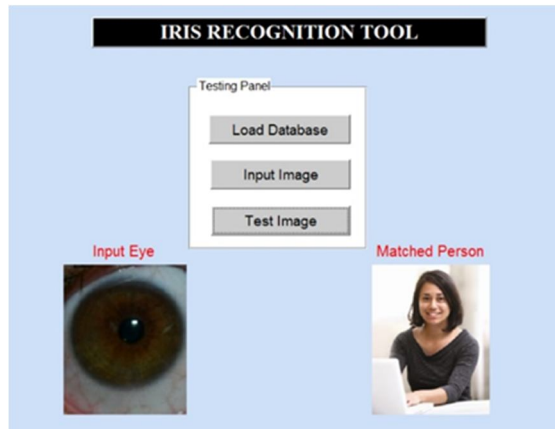 IRIS RECOGNITION TOOL
Testing Panel
Load Database
Input Image
Test Image
Input Eye
Matched Person